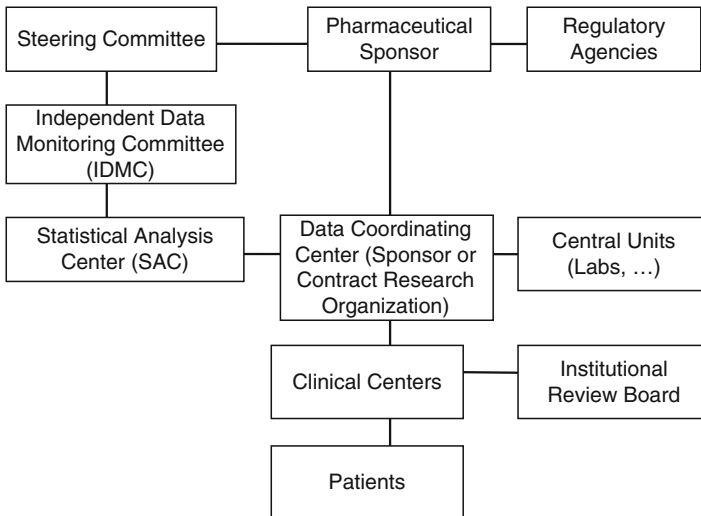 Steering Committee
Pharmaceutical
Sponsor
Regulatory
Agencies
Independent Data
Monitoring Committee
(IDMC)
Statistical Analysis
Center (SAC)
Data Coordinating
Center (Sponsor or
Contract Research
Organization)
Central Units
(Labs, …)
Clinical Centers
Institutional
Review Board
Patients